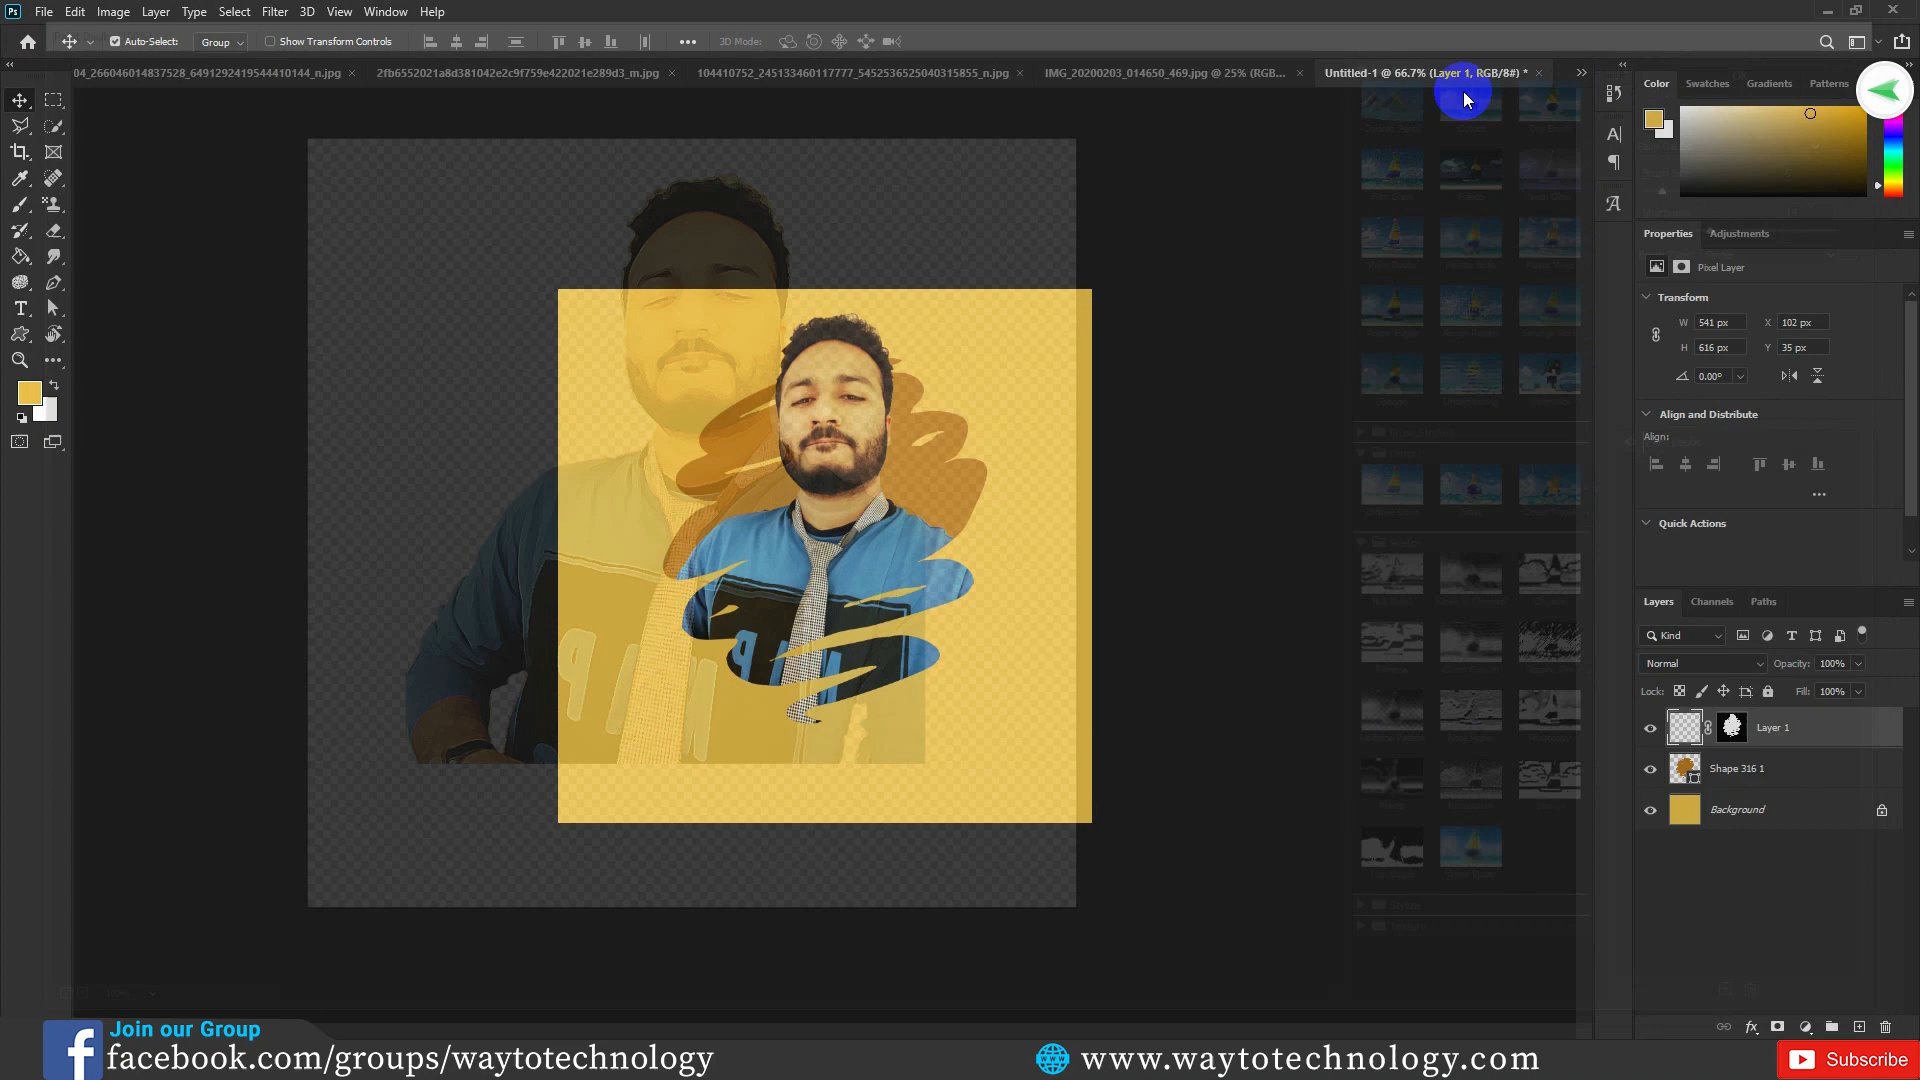 Ps File Edit Image Layer Type Select Filter 3D View Window Help
Auto-Select: Group Show Transform Controls 3D Mode:
04_266046014837528_6491292419544410144_n.jpg 2fb6552021a8d381042e2c9f759e422021e289d3_m.jpg 104410752_245133460117777_5452536525040315855_n.jpg IMG_20200203_014650_469.jpg @ 25% (RGB... Untitled-1 @ 66.7% (Layer 1, RGB/8#) *
Color Swatches Gradients Patterns
Properties Adjustments
Pixel Layer
Transform
W 541 px X 102 px
H 616 px Y 35 px
0.00°
Align and Distribute
Align:
Quick Actions
Layers Channels Paths
Kind
Normal Opacity: 100%
Lock: Fill: 100%
Layer 1
Shape 316 1
Background
Join our Group
facebook.com/groups/waytotechnology
www.waytotechnology.com
Subscribe